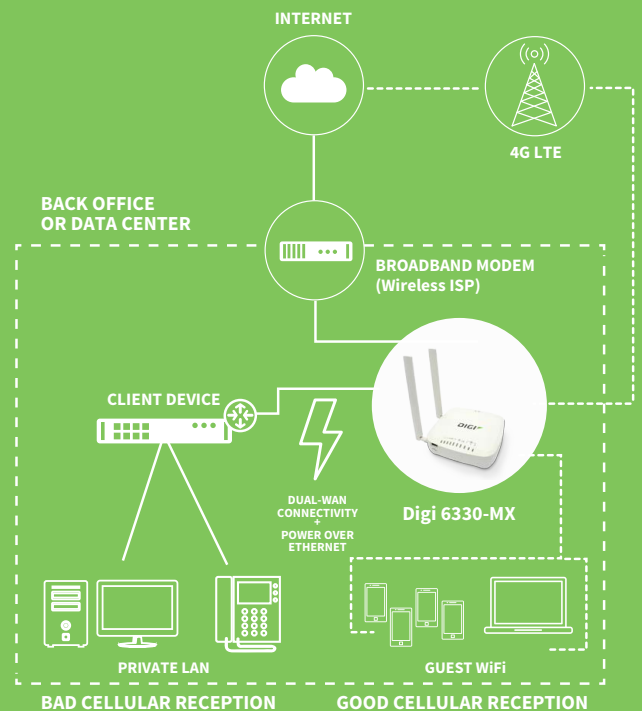 INTERNET
4G LTE
BACK OFFICE
OR DATA CENTER
BROADBAND MODEM
(Wireless ISP)
CLIENT DEVICE
DIGI
DUAL-WAN
CONNECTIVITY
+
POWER OVER
ETHERNET
Digi 6330-MX
PRIVATE LAN
GUEST WiFi
BAD CELLULAR RECEPTION
GOOD CELLULAR RECEPTION